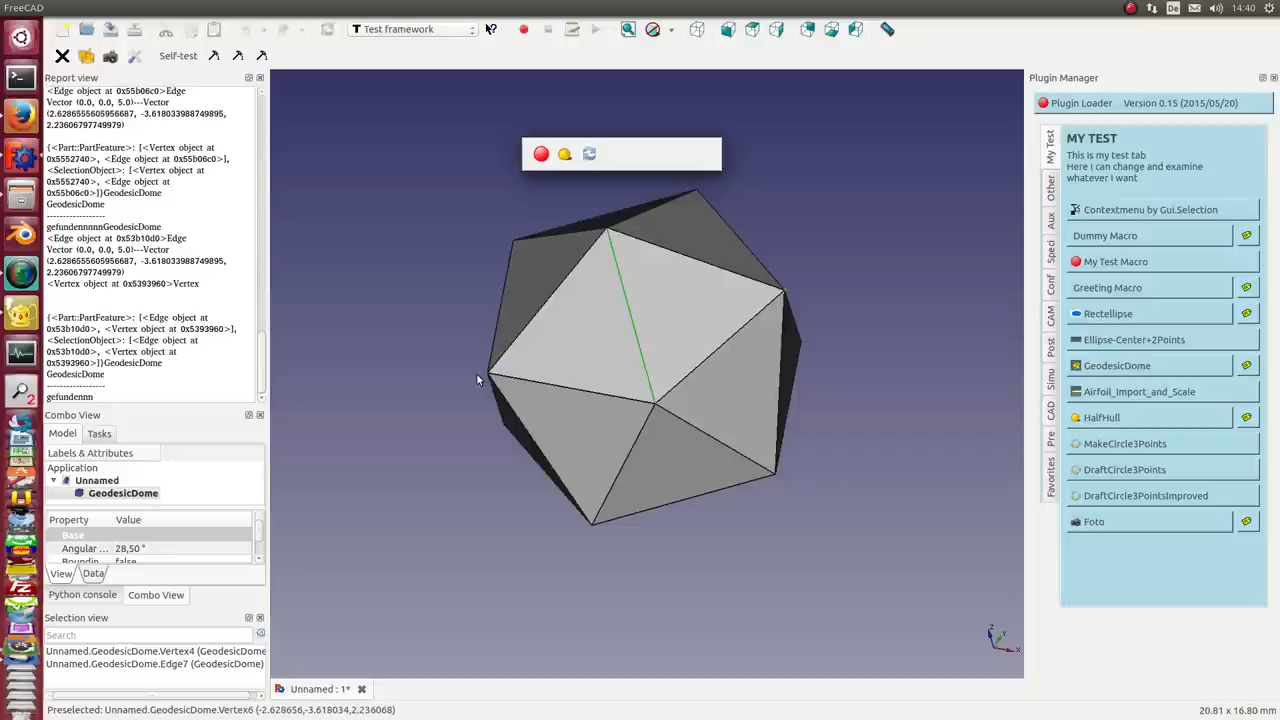 FreeCAD
De
14:40
Test framework
Self-test
Report view
<Edge object at 0x55b06c0>Edge
Vector (0.0, 0.0, 5.0)---Vector
(2.6286555605956687, -3.618033988749895,
2.23606797749979)
{<Part::PartFeature>: [<Vertex object at
0x5552740>, <Edge object at 0x55b06c0>],
<SelectionObject>: [<Vertex object at
0x5552740>, <Edge object at
0x55b06c0>]}GeodesicDome
GeodesicDome
------------------
gefundennnnnGeodesicDome
<Edge object at 0x53b10d0>Edge
Vector (0.0, 0.0, 5.0)---Vector
(2.6286555605956687, -3.618033988749895,
2.23606797749979)
<Vertex object at 0x5393960>Vertex
{<Part::PartFeature>: [<Edge object at
0x53b10d0>, <Vertex object at 0x5393960>],
<SelectionObject>: [<Edge object at
0x53b10d0>, <Vertex object at
0x5393960>]}GeodesicDome
GeodesicDome
------------------
gefundennn
Combo View
Model Tasks
Labels & Attributes
Application
Unnamed
GeodesicDome
Property Value
Base
Angular ... 28,50 °
View Data
Python console Combo View
Selection view
Search
Unnamed.GeodesicDome.Vertex4 (GeodesicDome
Unnamed.GeodesicDome.Edge7 (GeodesicDome)
Unnamed : 1*
Z
Y
X
Plugin Manager
Plugin Loader Version 0.15 (2015/05/20)
My Test
Other
Aux
Speci
Conf
CAM
Post
Simu
CAD
Pre
Favorites
MY TEST
This is my test tab
Here I can change and examine
whatever I want
Contextmenu by Gui.Selection
Dummy Macro
My Test Macro
Greeting Macro
Rectellipse
Ellipse-Center+2Points
GeodesicDome
Airfoil_Import_and_Scale
HalfHull
MakeCircle3Points
DraftCircle3Points
DraftCircle3PointsImproved
Foto
Preselected: Unnamed.GeodesicDome.Vertex6 (-2.628656,-3.618034,2.236068)
20.81 x 16.80 mm